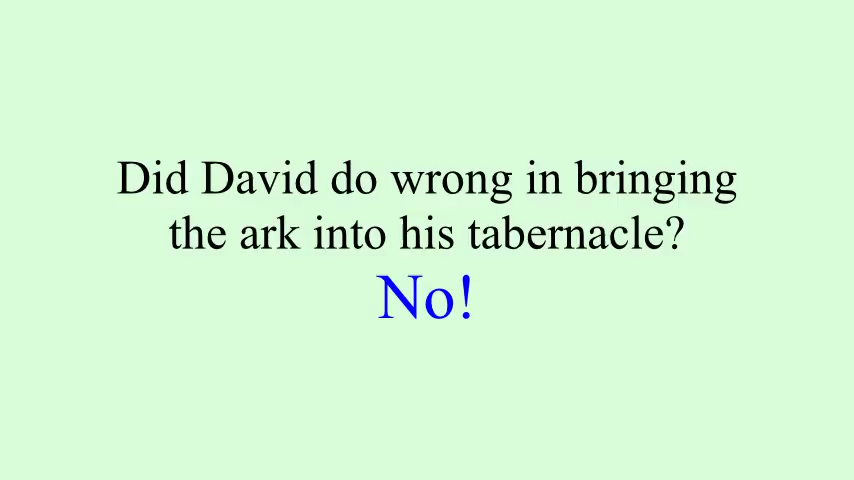 Did David do wrong in bringing
the ark into his tabernacle?
No!